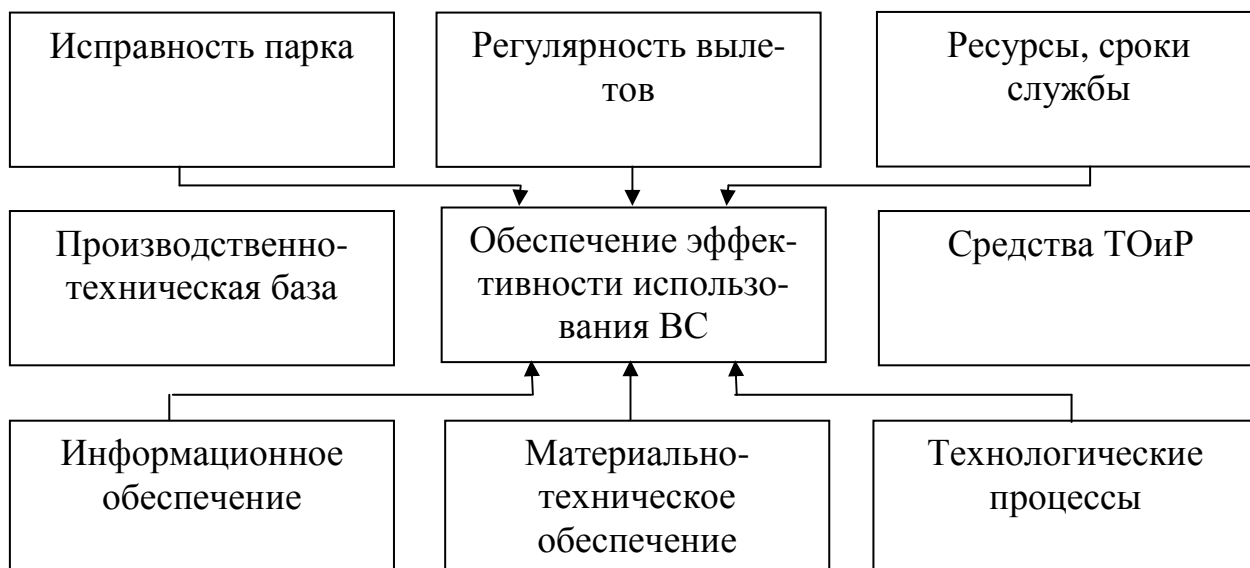 Исправность парка
Регулярность выле-
тов
Ресурсы, сроки
службы
Производственно-
техническая база
Обеспечение эффек-
тивности использо-
вания ВС
Средства ТОиР
Информационное
обеспечение
Материально-
техническое
обеспечение
Технологические
процессы